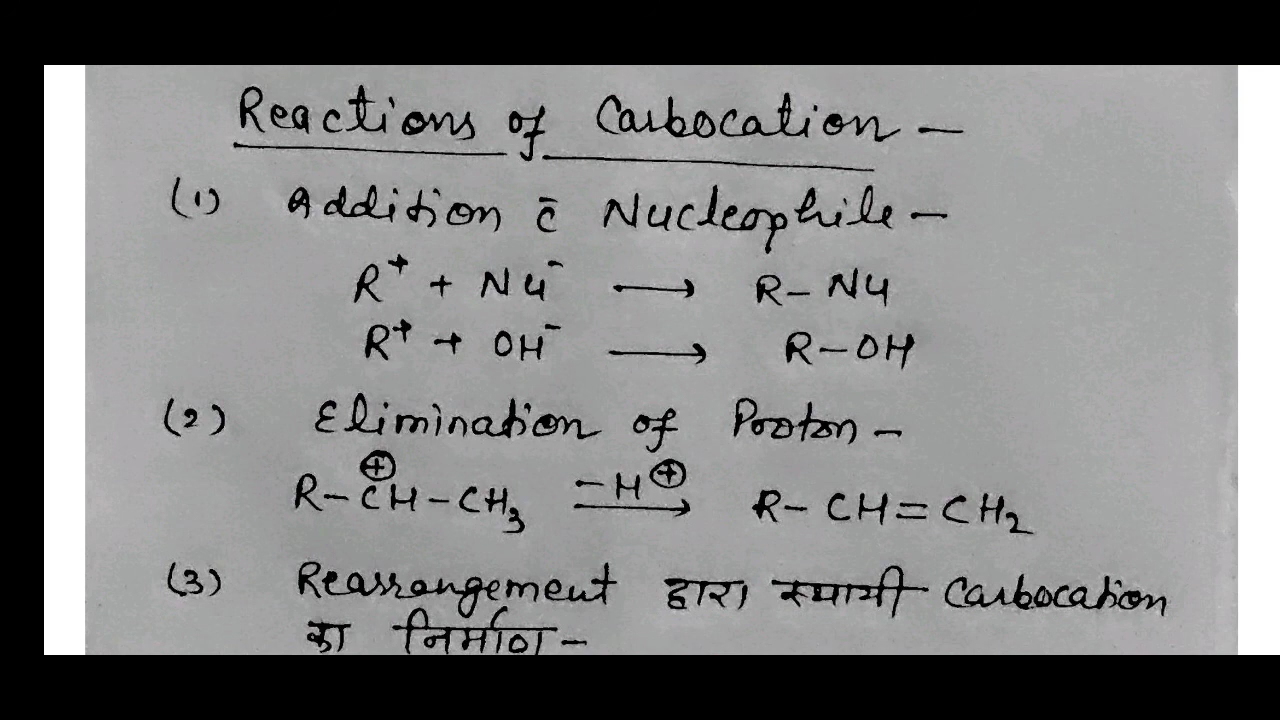 Reactions of Carbocation –
(1) Addition c̄ Nucleophile –
R⁺ + Nu⁻ ⟶ R – Nu
R⁺ + OH⁻ ⟶ R – OH
(2) Elimination of Proton –
R – C⊕H – CH₃ –H⊕⟶ R – CH = CH₂
(3) Rearrangement द्वारा स्थायी Carbocation
का निर्माण –